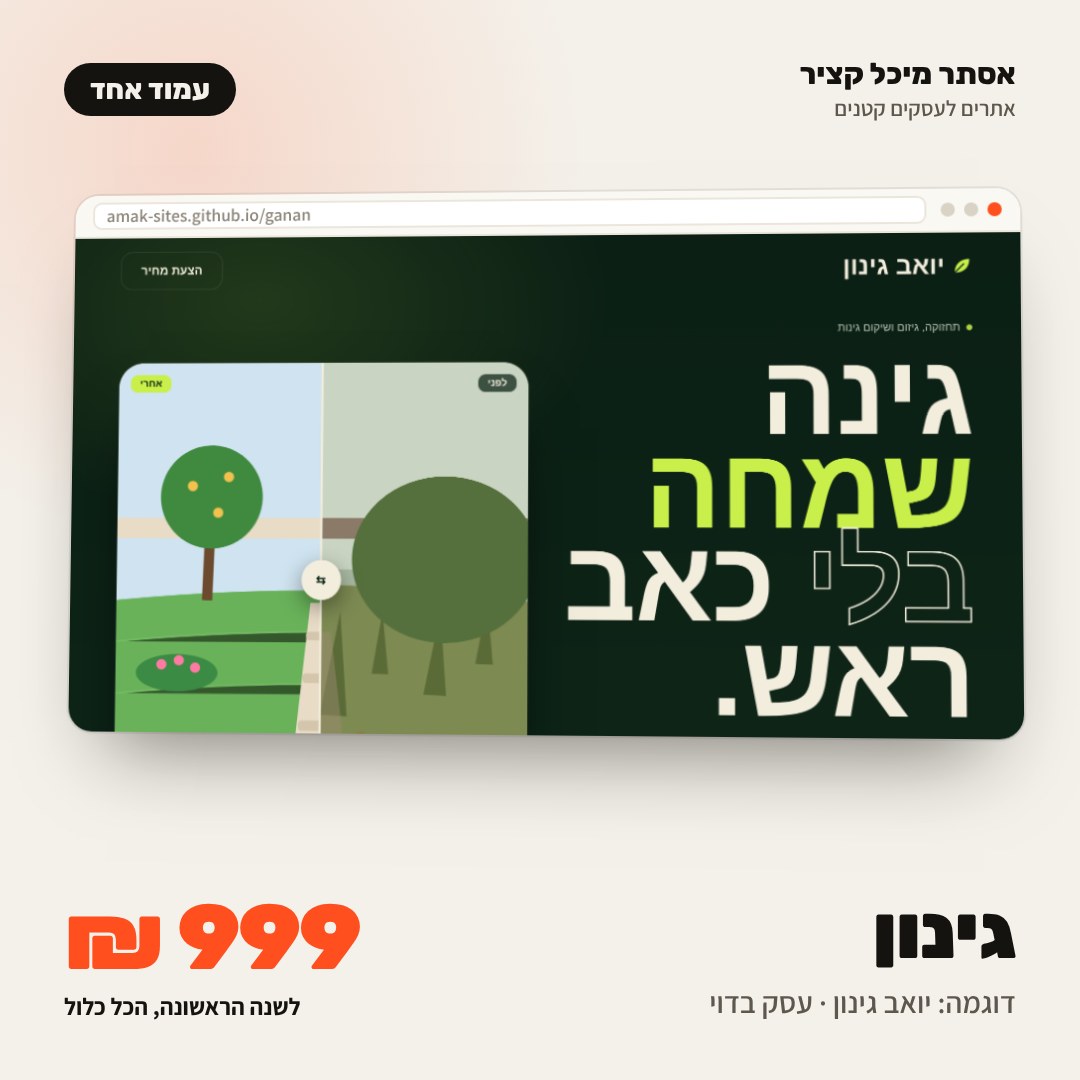 אסתר מיכל קציר
אתרים לעסקים קטנים
עמוד אחד
amak-sites.github.io/ganan
יואב גינון
הצעת מחיר
תחזוקה, גיזום ושיקום גינות
גינה
שמחה
בלי כאב
ראש.
לפני
אחרי
גינון
דוגמה: יואב גינון · עסק בדוי
999 ₪
לשנה הראשונה, הכל כלול